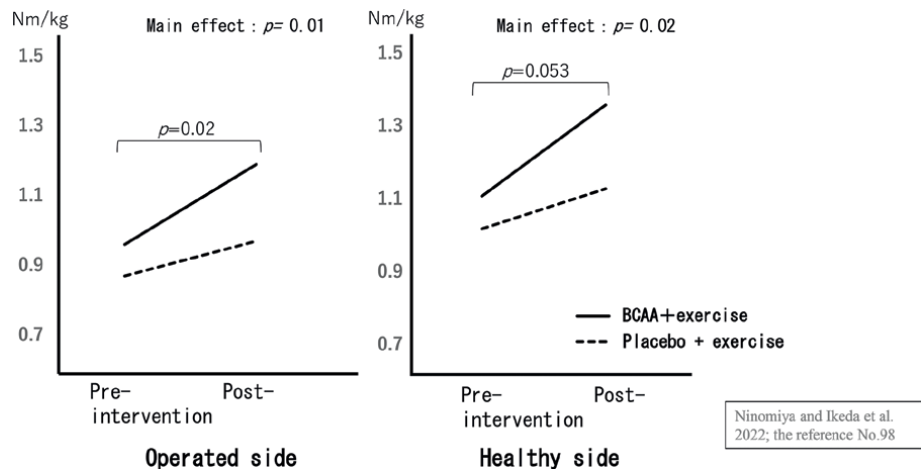 Nm/kg
Main effect : p= 0.01
1.5
1.3
1.1
0.9
0.7
p=0.02
Pre-
intervention
Post-
Operated side
Nm/kg
Main effect : p= 0.02
1.5
1.3
1.1
0.9
0.7
p=0.053
BCAA+exercise
Placebo + exercise
Pre-
intervention
Post-
Healthy side
Ninomiya and Ikeda et al.
2022; the reference No.98